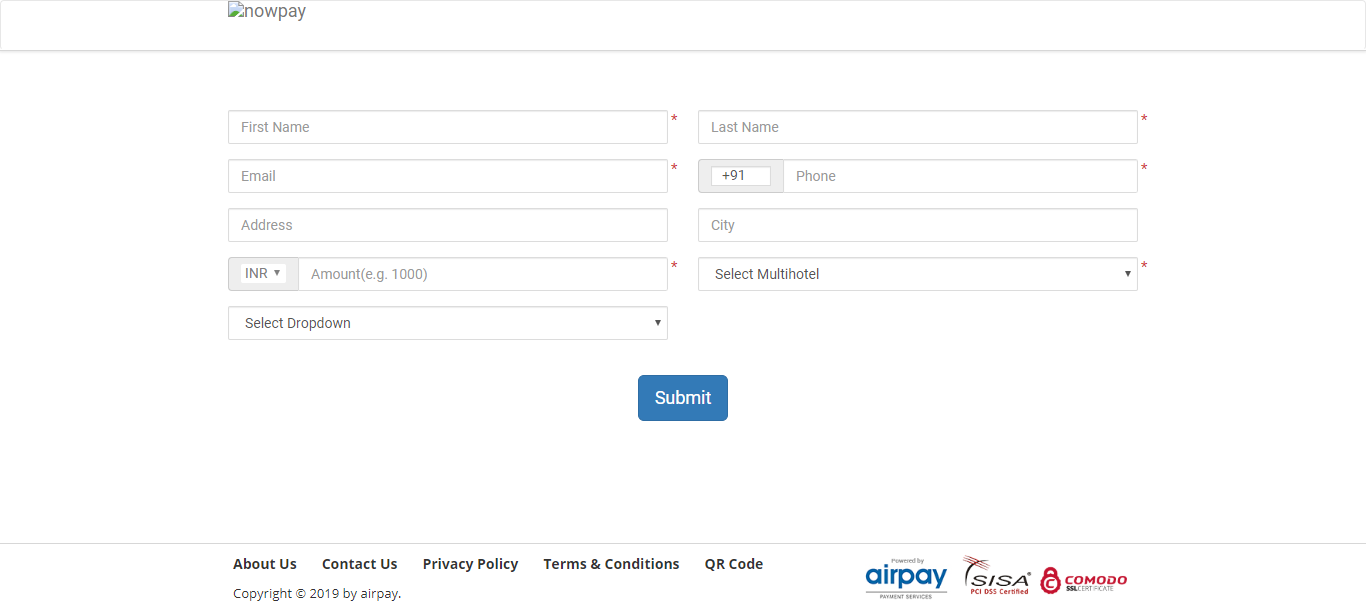 nowpay
First Name * Last Name *
Email * +91 Phone *
Address City
INR ▼ Amount(e.g. 1000) * Select Multihotel ▼ *
Select Dropdown ▼
Submit
About Us Contact Us Privacy Policy Terms & Conditions QR Code
Copyright © 2019 by airpay.
Powered by
airpay
PAYMENT SERVICES
SISA
PCI DSS Certified
COMODO
SSL CERTIFICATE